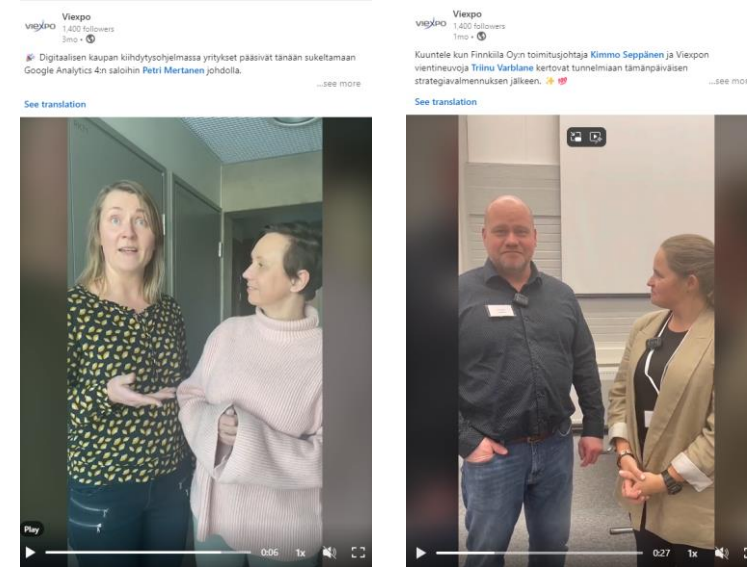 viexpo
Viexpo
1,400 followers
3mo •
Digitaalisen kaupan kiihdytysohjelmassa yritykset pääsivät tänään sukeltamaan
Google Analytics 4:n saloihin Petri Mertanen johdolla.
...see more
See translation
Play
0:06 1x
viexpo
Viexpo
1,400 followers
1mo •
Kuuntele kun Finnkiila Oy:n toimitusjohtaja Kimmo Seppänen ja Viexpon
vientineuvoja Triinu Varblane kertovat tunnelmiaan tämänpäiväisen
strategiavalmennuksen jälkeen.
...see more
See translation
0:27 1x